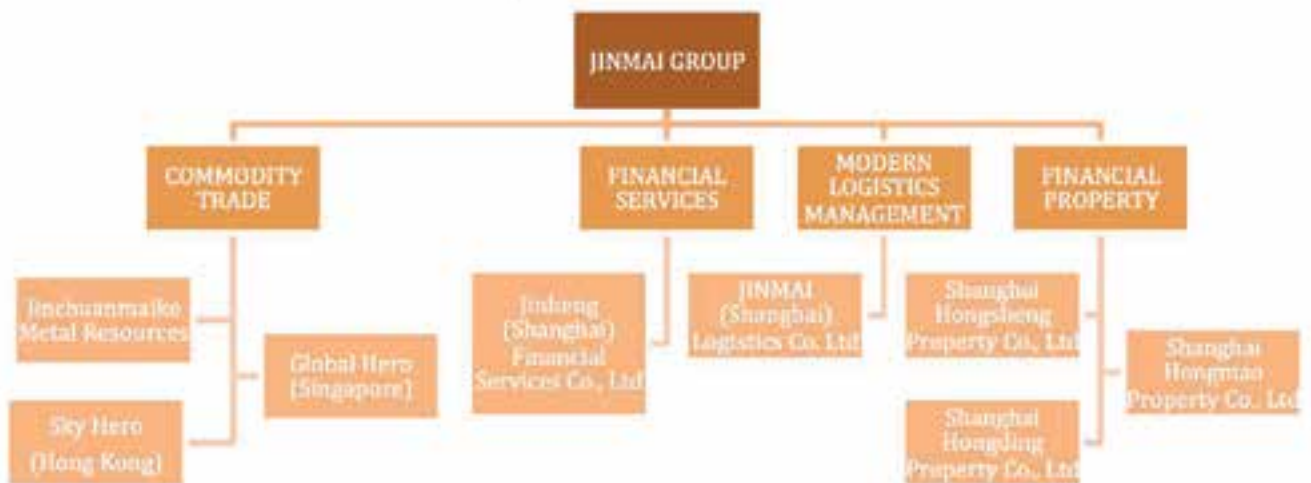 JINMAI GROUP
COMMODITY
TRADE
FINANCIAL
SERVICES
MODERN
LOGISTICS
MANAGEMENT
FINANCIAL
PROPERTY
Jinchuanmaike
Metal Resources
Global Hero
(Singapore)
Sky Hero
(Hong Kong)
(Shanghai)
Financial
Services Co., Ltd
JINMAI
(Shanghai)
Logistics Co. Ltd
Shanghai
Hongsheng
Property Co., Ltd
Shanghai
Hongmao
Property Co., Ltd
Shanghai
Hongding
Property Co., Ltd